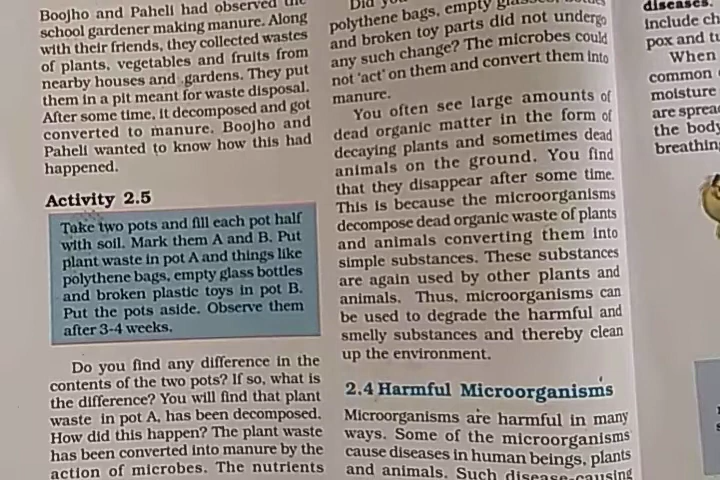 Boojho and Paheli had observed the
school gardener making manure. Along
with their friends, they collected wastes
of plants, vegetables and fruits from
nearby houses and gardens. They put
them in a pit meant for waste disposal.
After some time, it decomposed and got
converted to manure. Boojho and
Paheli wanted to know how this had
happened.
Activity 2.5
Take two pots and fill each pot half
with soil. Mark them A and B. Put
plant waste in pot A and things like
polythene bags, empty glass bottles
and broken plastic toys in pot B.
Put the pots aside. Observe them
after 3-4 weeks.
Do you find any difference in the
contents of the two pots? If so, what is
the difference? You will find that plant
waste in pot A, has been decomposed.
How did this happen? The plant waste
has been converted into manure by the
action of microbes. The nutrients
Did
polythene bags, empty
and broken toy parts did not undergo
any such change? The microbes could
not 'act' on them and convert them into
manure.
You often see large amounts of
dead organic matter in the form of
decaying plants and sometimes dead
animals on the ground. You find
that they disappear after some time.
This is because the microorganisms
decompose dead organic waste of plants
and animals converting them into
simple substances. These substances
are again used by other plants and
animals. Thus, microorganisms can
be used to degrade the harmful and
smelly substances and thereby clean
up the environment.
2.4 Harmful Microorganisms
Microorganisms are harmful in many
ways. Some of the microorganisms
cause diseases in human beings, plants
and animals. Such disease-causing
diseases.
include ch
pox and tu
When
common
moisture
are sprea
the body
breathing